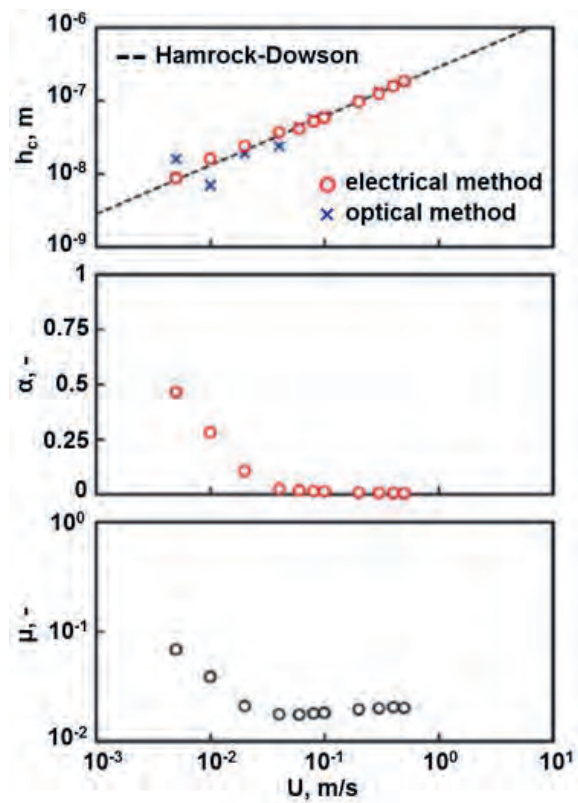 10⁻⁶
Hamrock-Dowson
10⁻⁷
h_c, m
10⁻⁸
electrical method
optical method
10⁻⁹
1
0.75
α, -
0.5
0.25
0
10⁰
μ, -
10⁻¹
10⁻²
10⁻³ 10⁻² 10⁻¹ 10⁰ 10¹
U, m/s